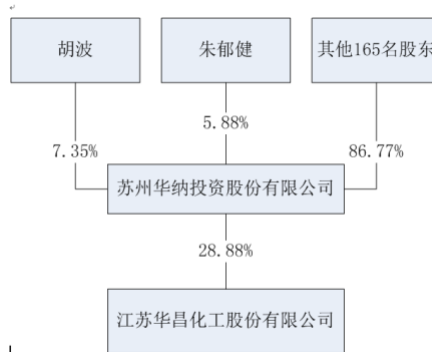 胡波
朱郁健
其他165名股东
7.35%
5.88%
86.77%
苏州华纳投资股份有限公司
28.88%
江苏华昌化工股份有限公司